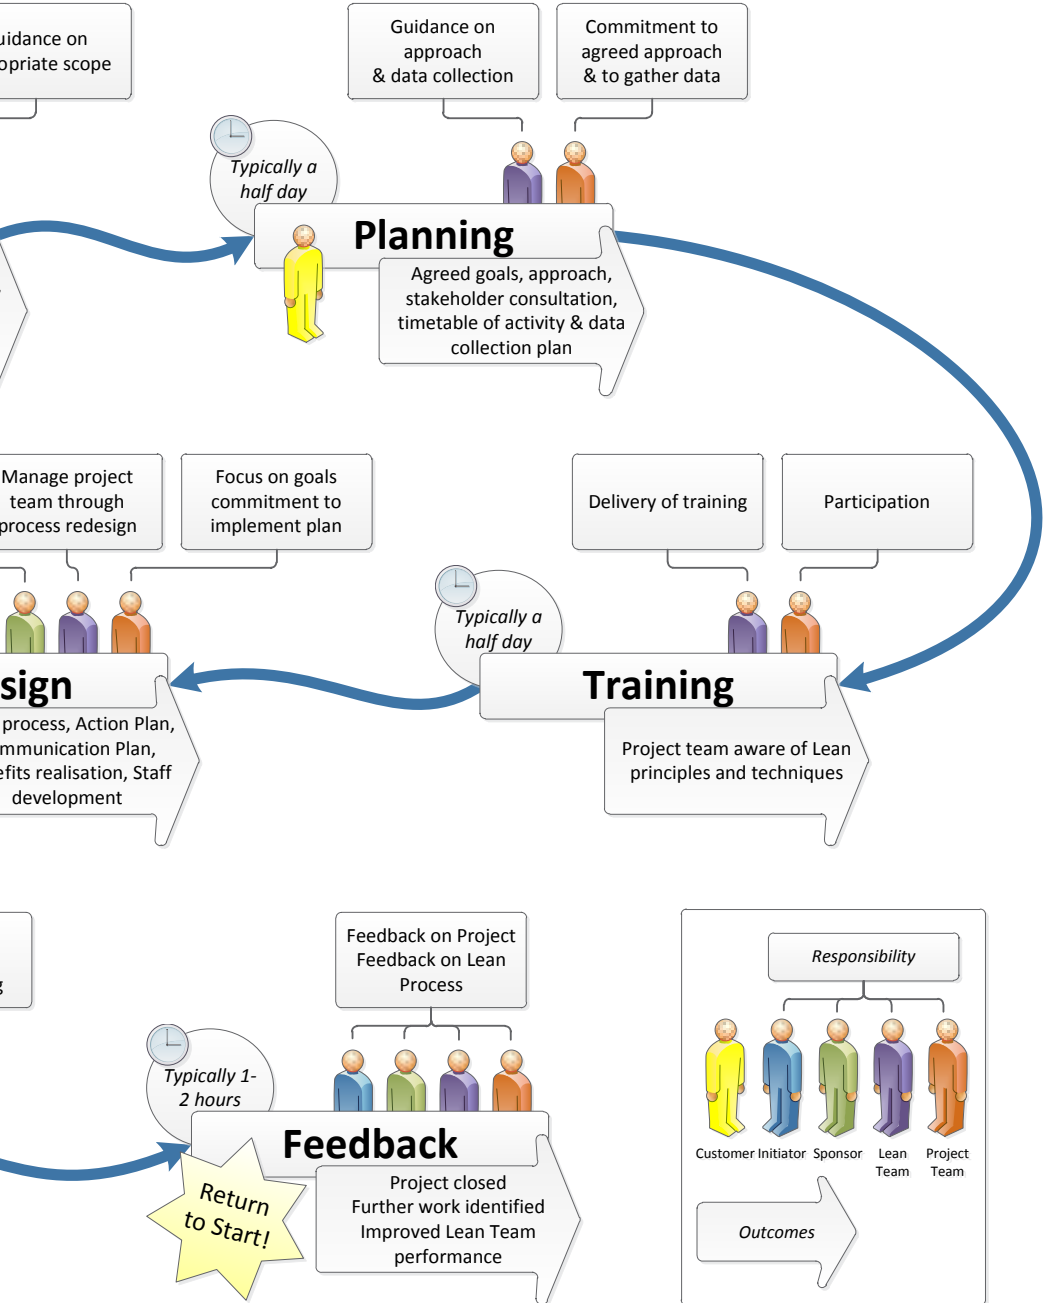 uidance on
opriate scope
Guidance on
approach
& data collection
Commitment to
agreed approach
& to gather data
Typically a
half day
Planning
Agreed goals, approach,
stakeholder consultation,
timetable of activity & data
collection plan
Manage project
team through
process redesign
Focus on goals
commitment to
implement plan
Delivery of training
Participation
Typically a
half day
sign
process, Action Plan,
mmunication Plan,
efits realisation, Staff
development
Training
Project team aware of Lean
principles and techniques
g
Feedback on Project
Feedback on Lean
Process
Typically 1-
2 hours
Feedback
Return
to Start!
Project closed
Further work identified
Improved Lean Team
performance
Responsibility
Customer Initiator Sponsor Lean Project
Team Team
Outcomes